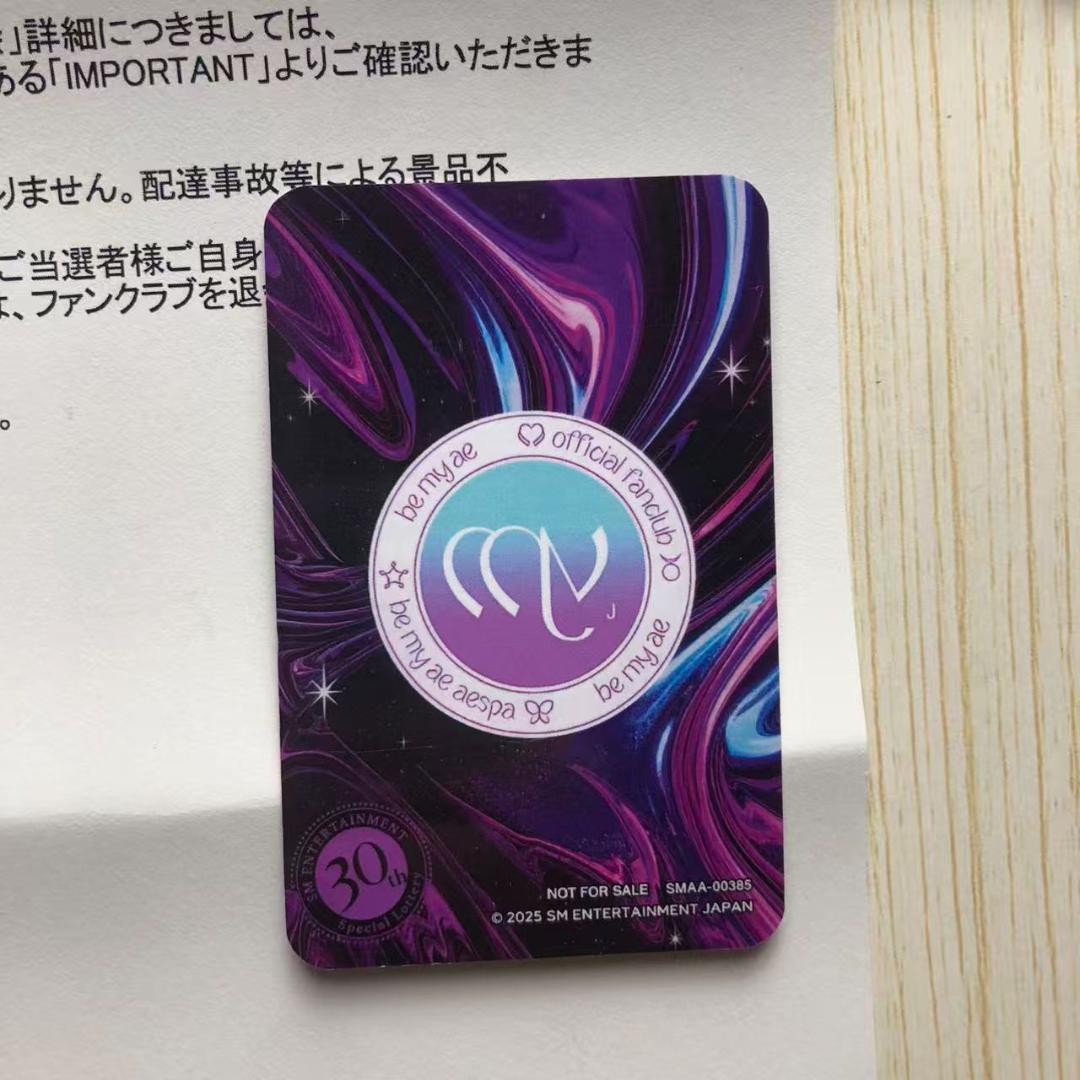 」詳細につきましては、
ある「IMPORTANT」よりご確認いただきま
りません。配達事故等による景品不
ご当選者様ご自身
は、ファンクラブを退
。
be my ae
official fanclub
be my ae
be my ae aespa
my J
SM ENTERTAINMENT
30th
Special Lottery
NOT FOR SALE SMAA-00385
© 2025 SM ENTERTAINMENT JAPAN